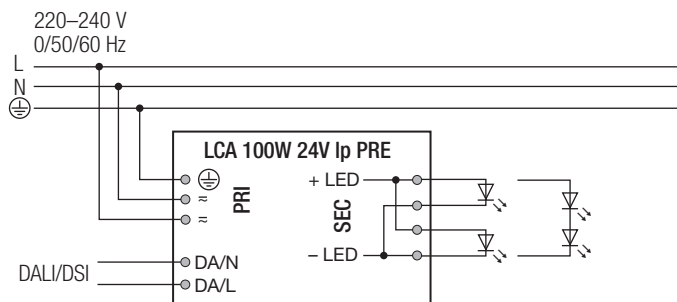 220–240 V
0/50/60 Hz
L
N
LCA 100W 24V lp PRE
PRI
≂
≂
DALI/DSI
DA/N
DA/L
+ LED
SEC
– LED